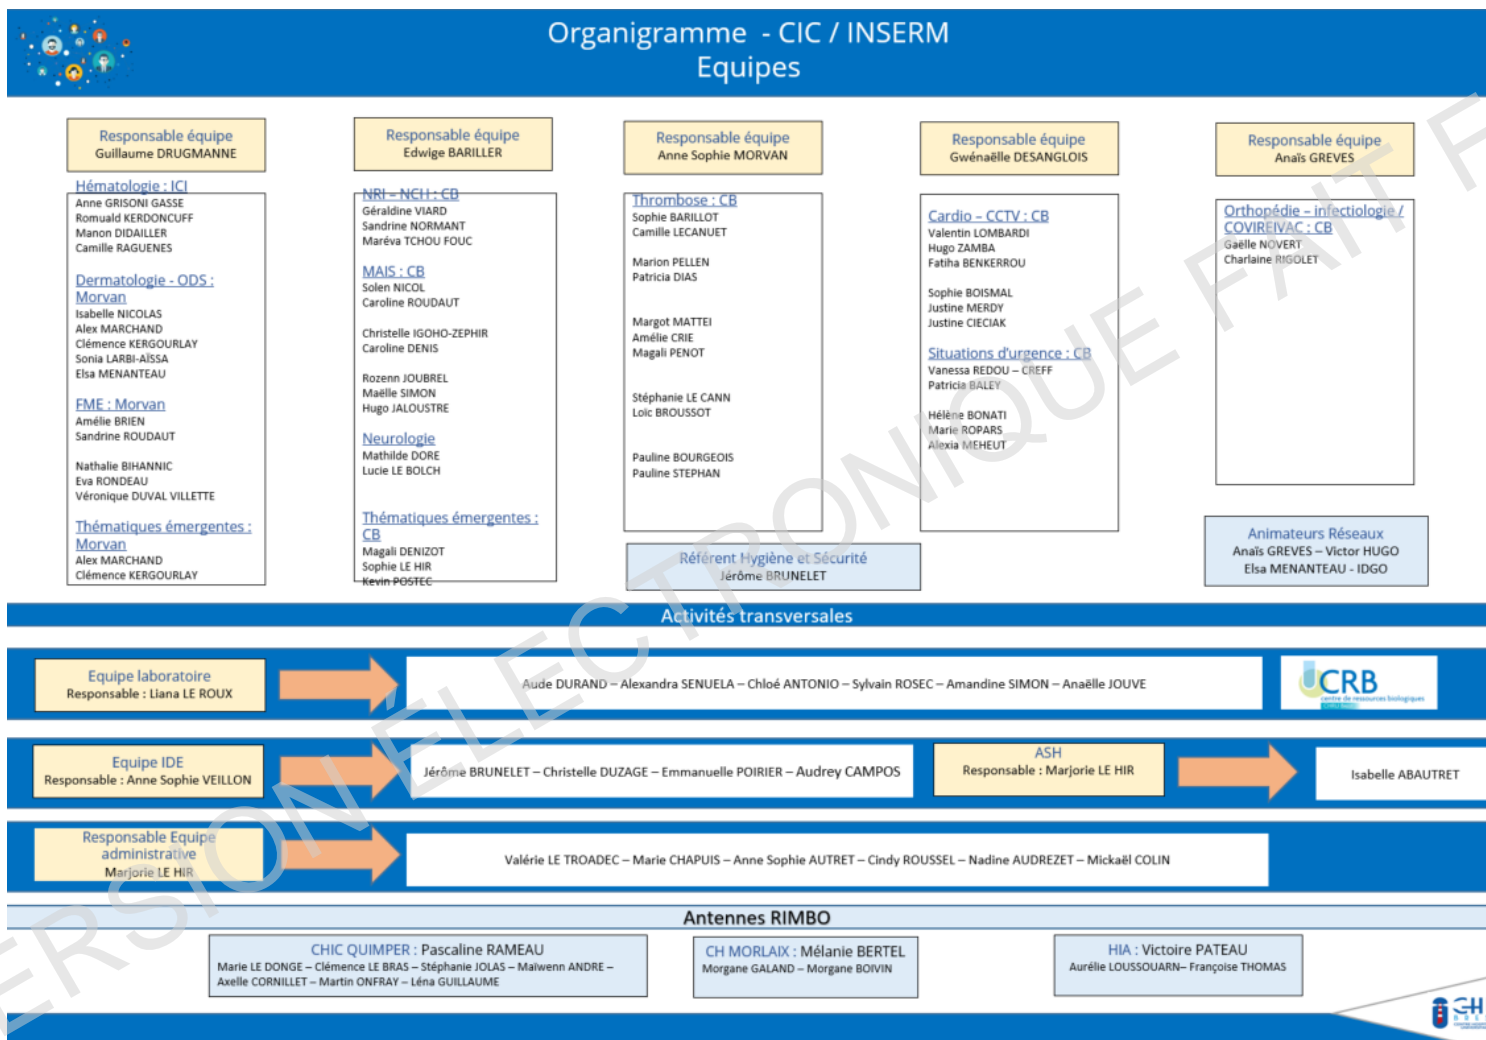 Organigramme - CIC / INSERM
Equipes
Responsable équipe
Guillaume DRUGMANNE
Hématologie : ICI
Anne GRISONI GASSE
Romuald KERDONCUFF
Manon DIDAILLER
Camille RAGUENES
Dermatologie - ODS :
Morvan
Isabelle NICOLAS
Alex MARCHAND
Clémence KERGOURLAY
Sonia LARBI-AÏSSA
Elsa MENANTEAU
FME : Morvan
Amélie BRIEN
Sandrine ROUDAUT
Nathalie BIHANNIC
Eva RONDEAU
Véronique DUVAL VILLETTE
Thématiques émergentes :
Morvan
Alex MARCHAND
Clémence KERGOURLAY
Responsable équipe
Edwige BARILLER
NRI – NCH : CB
Géraldine VIARD
Sandrine NORMANT
Maréva TCHOU FOUC
MAIS : CB
Solen NICOL
Caroline ROUDAUT
Christelle IGOHO-ZEPHIR
Caroline DENIS
Rozenn JOUBREL
Maëlle SIMON
Hugo JALOUSTRE
Neurologie
Mathilde DORE
Lucie LE BOLCH
Thématiques émergentes :
CB
Magali DENIZOT
Sophie LE HIR
Kevin POSTEC
Responsable équipe
Anne Sophie MORVAN
Thrombose : CB
Sophie BARILLOT
Camille LECANUET
Marion PELLEN
Patricia DIAS
Margot MATTEI
Amélie CRIE
Magali PENOT
Stéphanie LE CANN
Loïc BROUSSOT
Pauline BOURGEOIS
Pauline STEPHAN
Référent Hygiène et Sécurité
Jérôme BRUNELET
Responsable équipe
Gwénaëlle DESANGLOIS
Cardio – CCTV : CB
Valentin LOMBARDI
Hugo ZAMBA
Fatiha BENKERROU
Sophie BOISMAL
Justine MERDY
Justine CIECIAK
Situations d'urgence : CB
Vanessa REDOU – CREFF
Patricia BALEY
Hélène BONATI
Marie ROPARS
Alexia MEHEUT
Responsable équipe
Anaïs GREVES
Orthopédie – infectiologie /
COVIREIVAC : CB
Gaëlle NOVERT
Charlaine RIGOLET
Animateurs Réseaux
Anaïs GREVES – Victor HUGO
Elsa MENANTEAU - IDGO
Activités transversales
Equipe laboratoire
Responsable : Liana LE ROUX
Aude DURAND – Alexandra SENUELA – Chloé ANTONIO – Sylvain ROSEC – Amandine SIMON – Anaëlle JOUVE
CRB
centre de ressources biologiques
Equipe IDE
Responsable : Anne Sophie VEILLON
Jérôme BRUNELET – Christelle DUZAGE – Emmanuelle POIRIER – Audrey CAMPOS
ASH
Responsable : Marjorie LE HIR
Isabelle ABAUTRET
Responsable Equipe
administrative
Marjorie LE HIR
Valérie LE TROADEC – Marie CHAPUIS – Anne Sophie AUTRET – Cindy ROUSSEL – Nadine AUDREZET – Mickaël COLIN
Antennes RIMBO
CHIC QUIMPER : Pascaline RAMEAU
Marie LE DONGE – Clémence LE BRAS – Stéphanie JOLAS – Maïwenn ANDRE –
Axelle CORNILLET – Martin ONFRAY – Léna GUILLAUME
CH MORLAIX : Mélanie BERTEL
Morgane GALAND – Morgane BOIVIN
HIA : Victoire PATEAU
Aurélie LOUSSOUARN– Françoise THOMAS
ERSION ÉLECTRONIQUE FAIT F